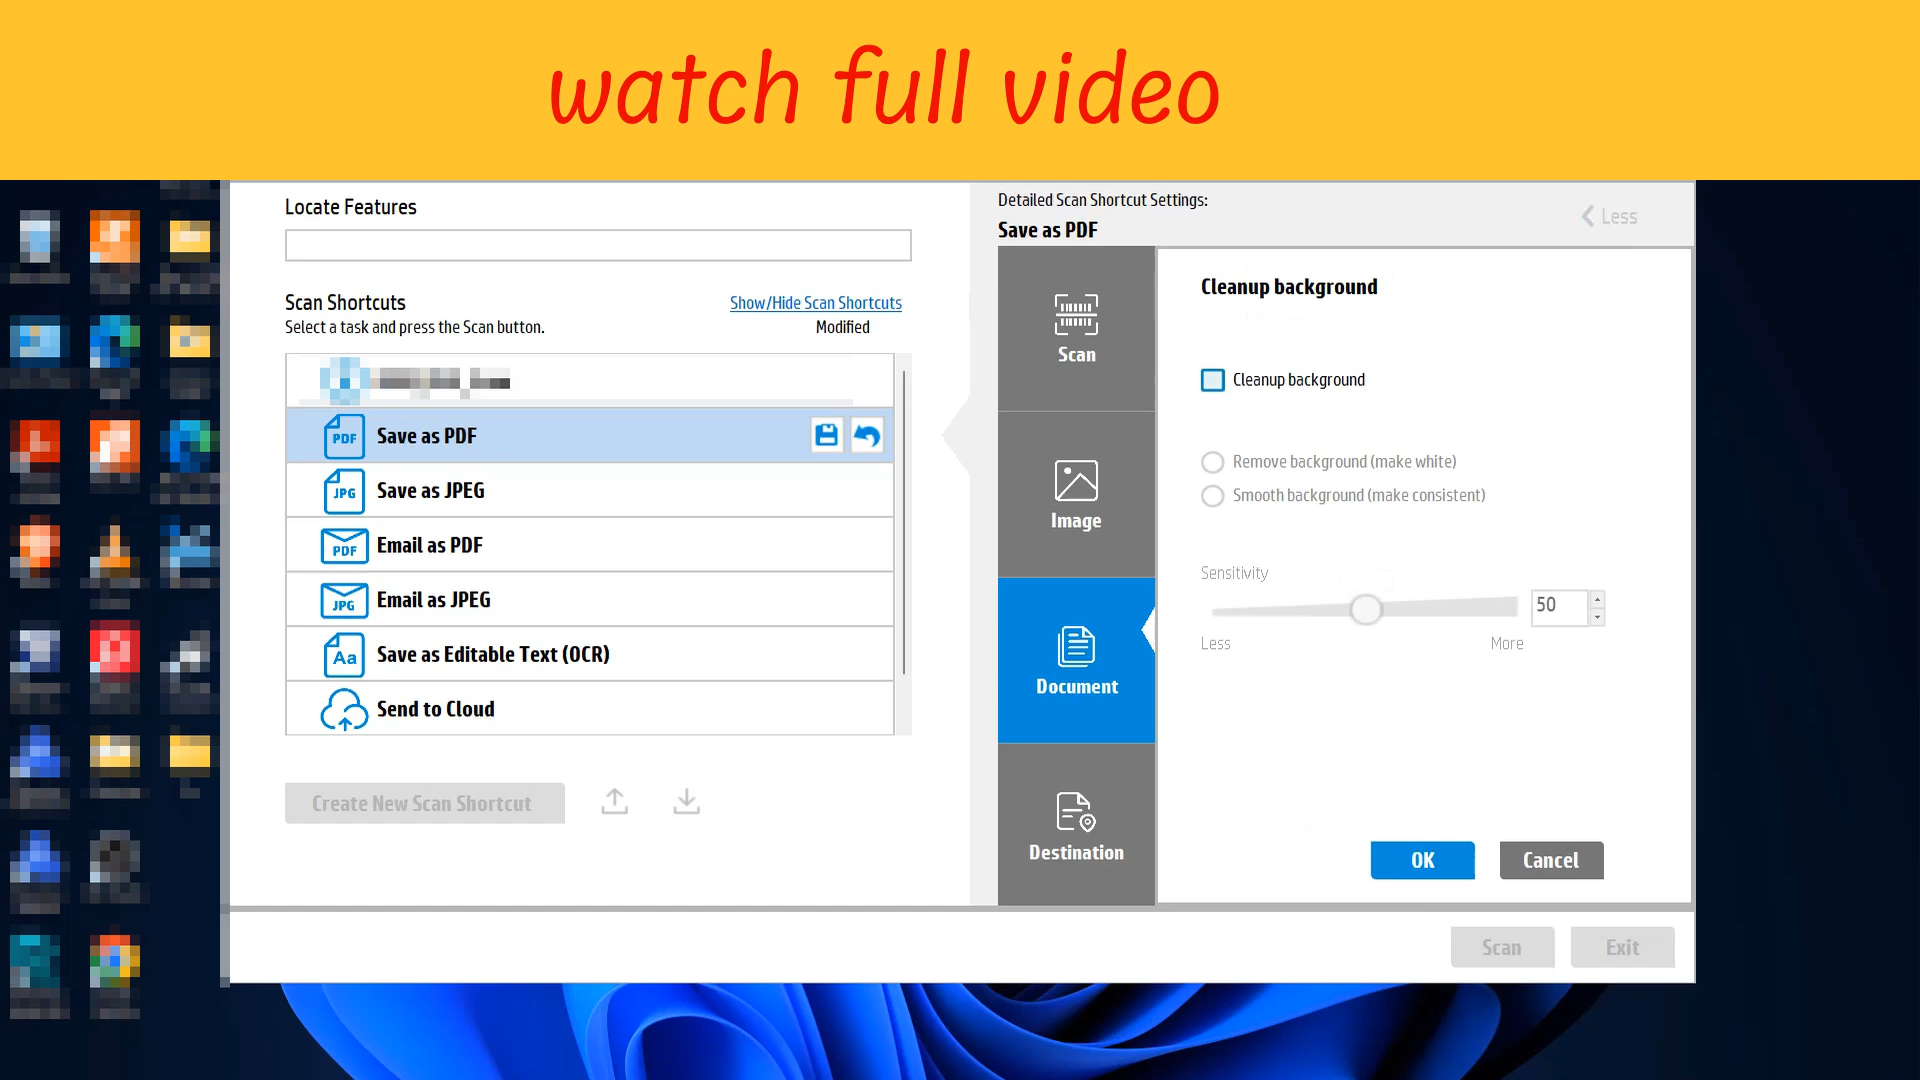 watch full video
Locate Features
Scan Shortcuts
Show/Hide Scan Shortcuts
Select a task and press the Scan button.
Modified
PDF Save as PDF
JPG Save as JPEG
PDF Email as PDF
JPG Email as JPEG
Aa Save as Editable Text (OCR)
Send to Cloud
Create New Scan Shortcut
Detailed Scan Shortcut Settings:
Save as PDF
Less
Scan
Image
Document
Destination
Cleanup background
Cleanup background
Remove background (make white)
Smooth background (make consistent)
Sensitivity
50
Less More
OK Cancel
Scan Exit